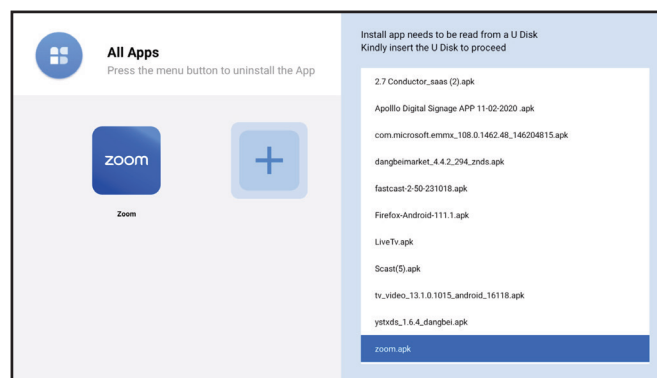 All Apps
Press the menu button to uninstall the App
zoom
Zoom
Install app needs to be read from a U Disk
Kindly insert the U Disk to proceed
2.7 Conductor_saas (2).apk
Apolllo Digital Signage APP 11-02-2020 .apk
com.microsoft.emmx_108.0.1462.48_146204815.apk
dangbeimarket_4.4.2_294_znds.apk
fastcast-2-50-231018.apk
Firefox-Android-111.1.apk
LiveTv.apk
Scast(5).apk
tv_video_13.1.0.1015_android_16118.apk
ystxds_1.6.4_dangbei.apk
zoom.apk